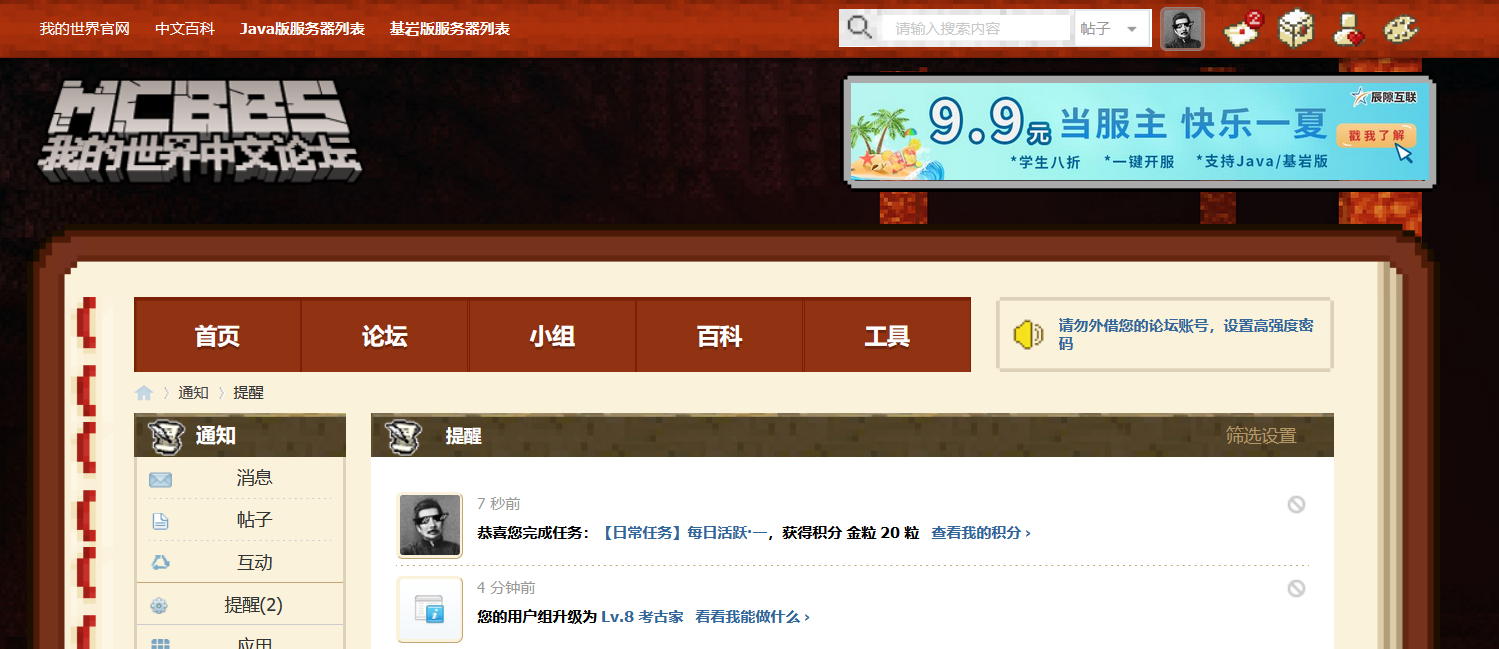 我的世界官网 中文百科 Java版服务器列表 基岩版服务器列表
请输入搜索内容 帖子 2
MCBBS
我的世界中文论坛
辰隙互联
9.9元 当服主 快乐一夏
戳我了解
*学生八折 *一键开服 *支持Java/基岩版
首页 论坛 小组 百科 工具
请勿外借您的论坛账号，设置高强度密
码
通知 › 提醒
通知
消息
帖子
互动
提醒(2)
应用
提醒 筛选设置
7 秒前
恭喜您完成任务：【日常任务】每日活跃·一，获得积分 金粒 20 粒 查看我的积分 ›
4 分钟前
您的用户组升级为 Lv.8 考古家 看看我能做什么 ›